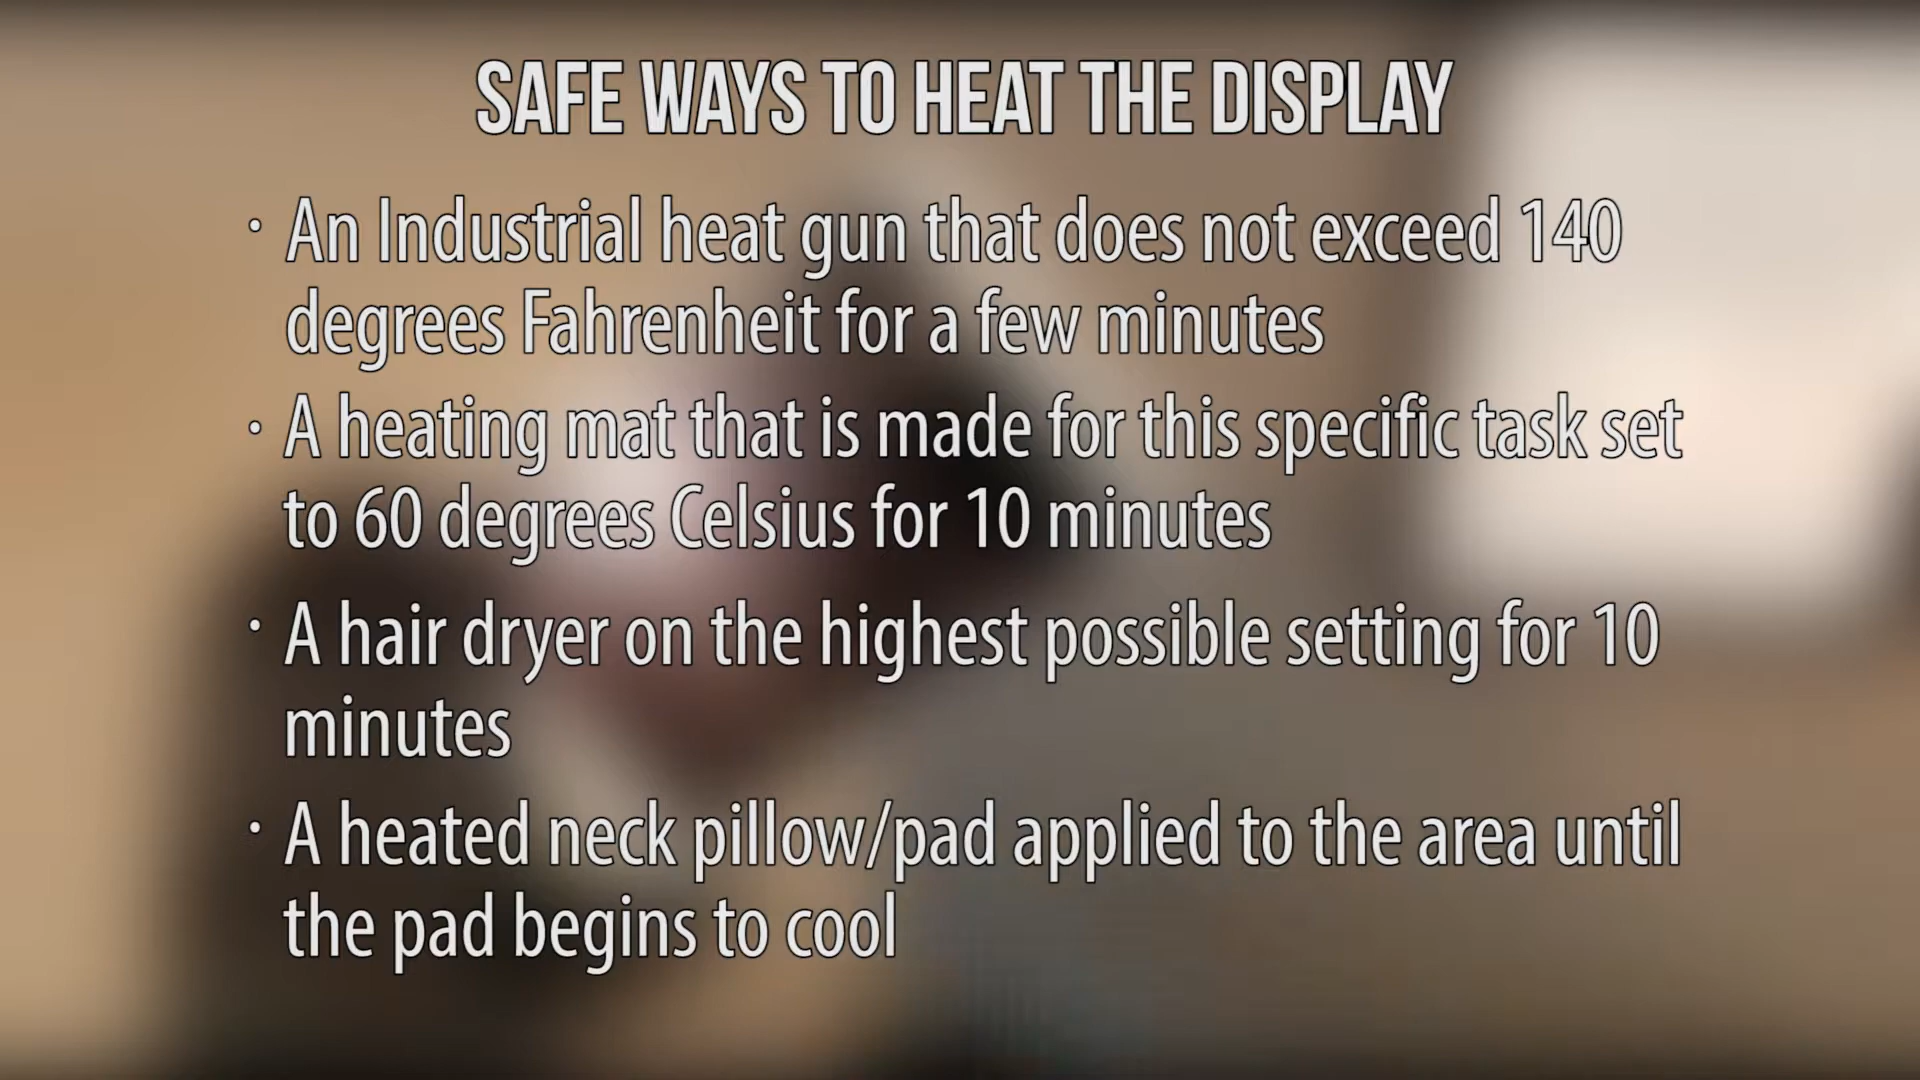 SAFE WAYS TO HEAT THE DISPLAY
• An Industrial heat gun that does not exceed 140
degrees Fahrenheit for a few minutes
• A heating mat that is made for this specific task set
to 60 degrees Celsius for 10 minutes
• A hair dryer on the highest possible setting for 10
minutes
• A heated neck pillow/pad applied to the area until
the pad begins to cool